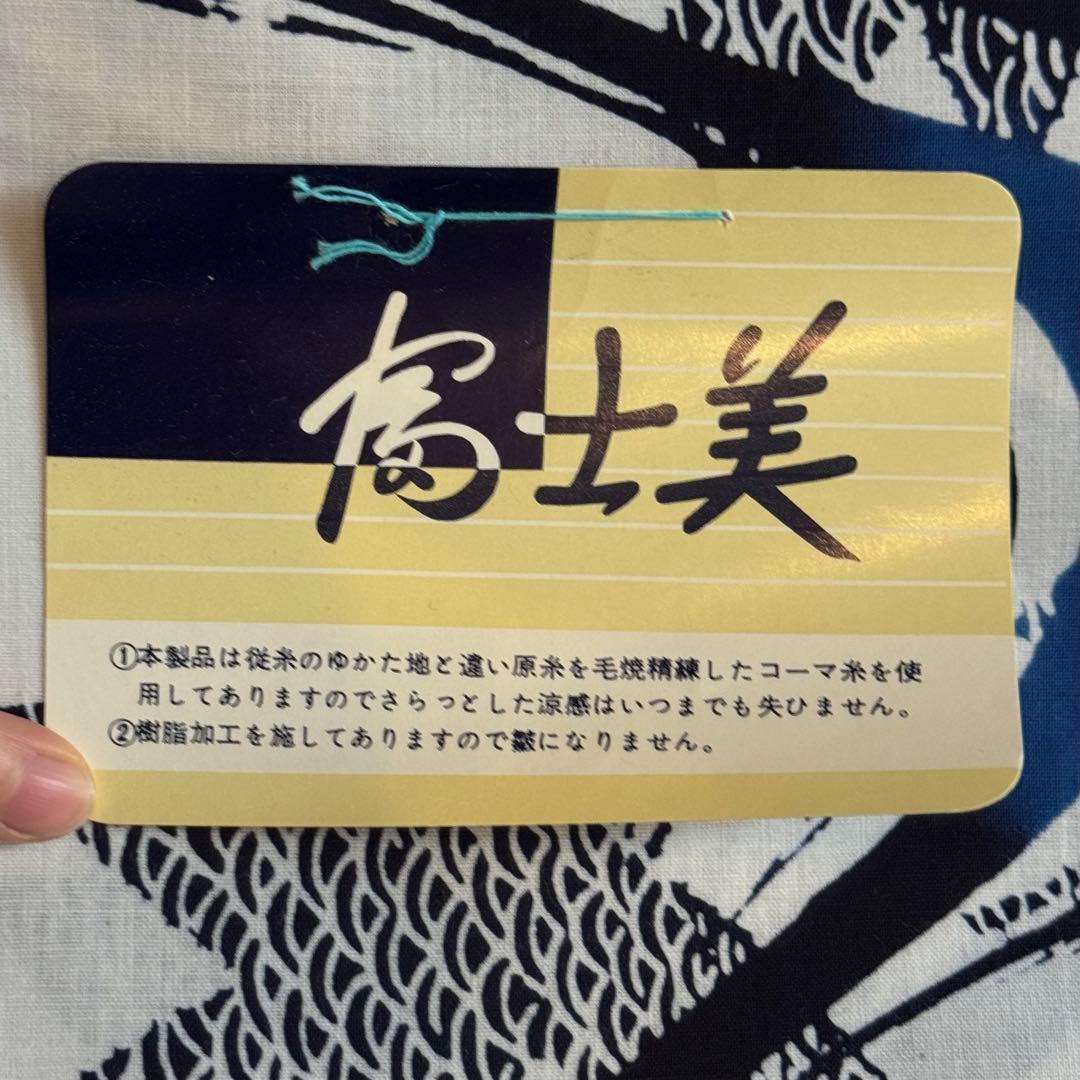 冨士美
①本製品は従糸のゆかた地と違い原糸を毛焼精練したコーマ糸を使
用してありますのでさらっとした涼感はいつまでも失ひません。
②樹脂加工を施してありますので皺になりません。